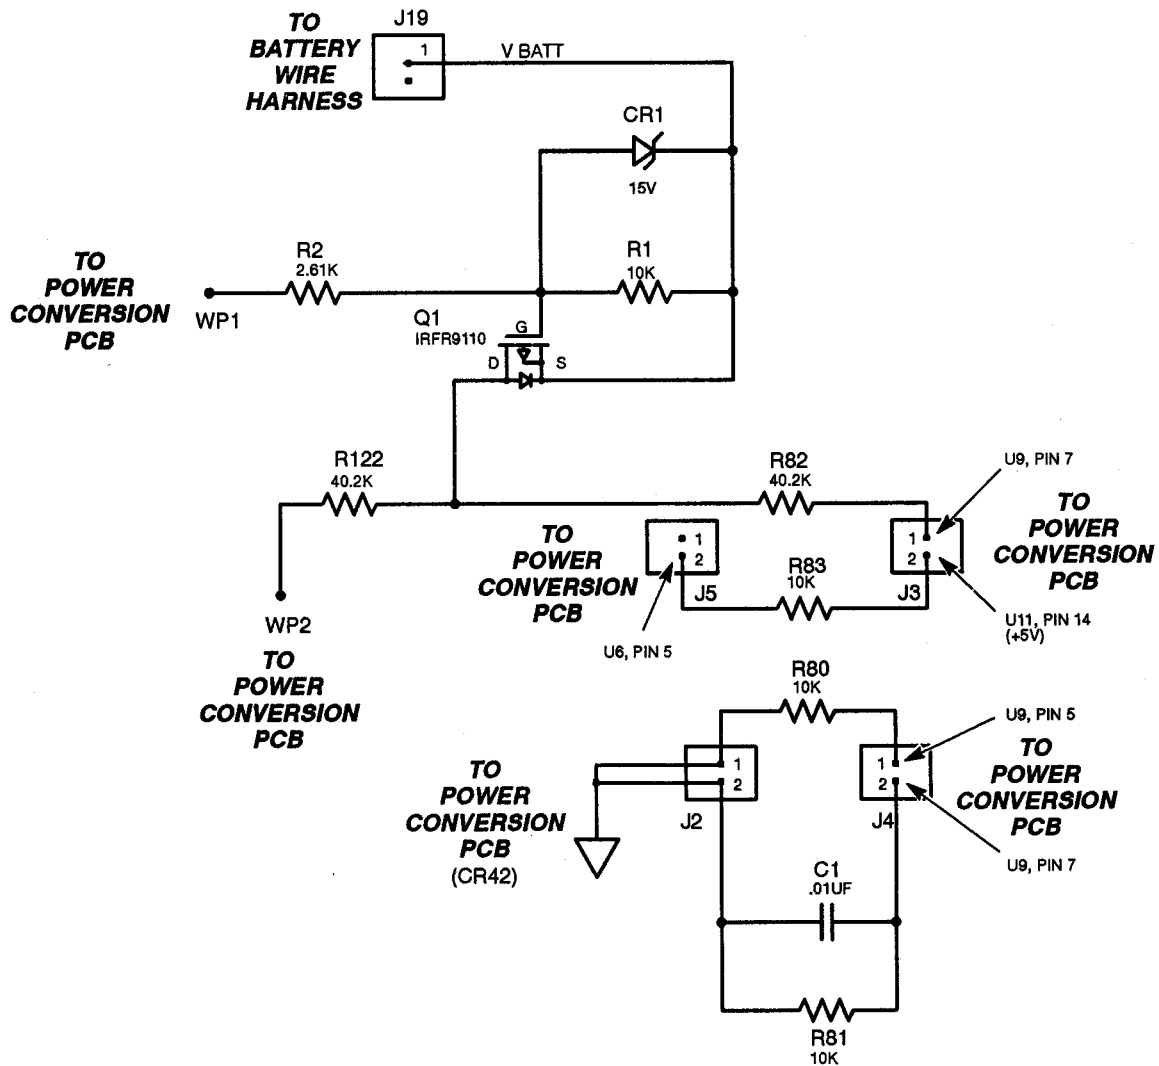 TO
BATTERY
WIRE
HARNESS
J19
1
V BATT
CR1
15V
TO
POWER
CONVERSION
PCB
WP1
R2
2.61K
R1
10K
Q1
IRFR9110
G
D
S
R122
40.2K
R82
40.2K
U9, PIN 7
TO
POWER
CONVERSION
PCB
1
2
J5
U6, PIN 5
R83
10K
1
2
J3
TO
POWER
CONVERSION
PCB
U11, PIN 14
(+5V)
WP2
TO
POWER
CONVERSION
PCB
R80
10K
U9, PIN 5
TO
POWER
CONVERSION
PCB
(CR42)
1
2
J2
1
2
J4
TO
POWER
CONVERSION
PCB
U9, PIN 7
C1
.01UF
R81
10K